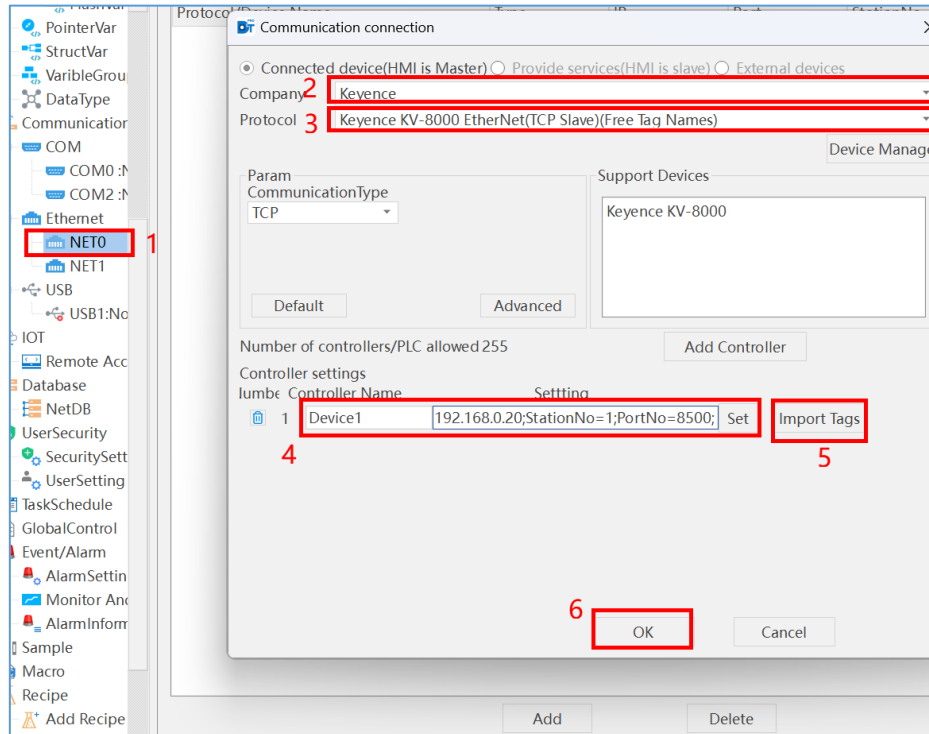 PointerVar
StructVar
VaribleGrou
DataType
Communication
COM
COM0 :N
COM2 :N
Ethernet
NET0
1
NET1
USB
USB1:No
IOT
Remote Acc
Database
NetDB
UserSecurity
SecuritySett
UserSetting
TaskSchedule
GlobalControl
Event/Alarm
AlarmSettin
Monitor And
AlarmInform
Sample
Macro
Recipe
Add Recipe
Communication connection
Connected device(HMI is Master) Provide services(HMI is slave) External devices
Company 2 Keyence
Protocol 3 Keyence KV-8000 EtherNet(TCP Slave)(Free Tag Names)
Device Manage
Param
CommunicationType
TCP
Default Advanced
Support Devices
Keyence KV-8000
Number of controllers/PLC allowed 255 Add Controller
Controller settings
lumbe Controller Name Settting
1 Device1 192.168.0.20;StationNo=1;PortNo=8500; Set Import Tags
4 5
6
OK Cancel
Add Delete